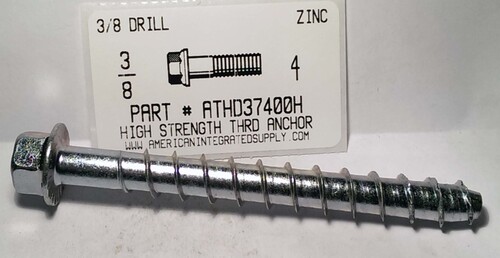 3/8 DRILL ZINC
3/8 4
PART # ATHD37400H
HIGH STRENGTH THRD ANCHOR
WWW.AMERICANINTEGRATEDSUPPLY.COM